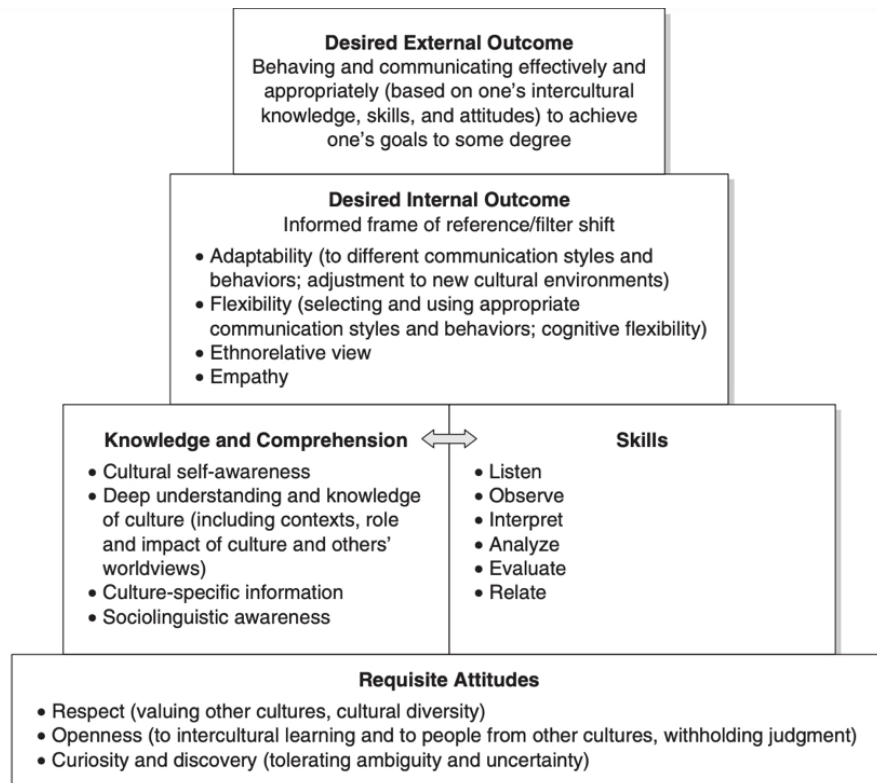 Desired External Outcome
Behaving and communicating effectively and
appropriately (based on one's intercultural
knowledge, skills, and attitudes) to achieve
one's goals to some degree
Desired Internal Outcome
Informed frame of reference/filter shift
• Adaptability (to different communication styles and
behaviors; adjustment to new cultural environments)
• Flexibility (selecting and using appropriate
communication styles and behaviors; cognitive flexibility)
• Ethnorelative view
• Empathy
Knowledge and Comprehension
• Cultural self-awareness
• Deep understanding and knowledge
of culture (including contexts, role
and impact of culture and others'
worldviews)
• Culture-specific information
• Sociolinguistic awareness
Skills
• Listen
• Observe
• Interpret
• Analyze
• Evaluate
• Relate
Requisite Attitudes
• Respect (valuing other cultures, cultural diversity)
• Openness (to intercultural learning and to people from other cultures, withholding judgment)
• Curiosity and discovery (tolerating ambiguity and uncertainty)